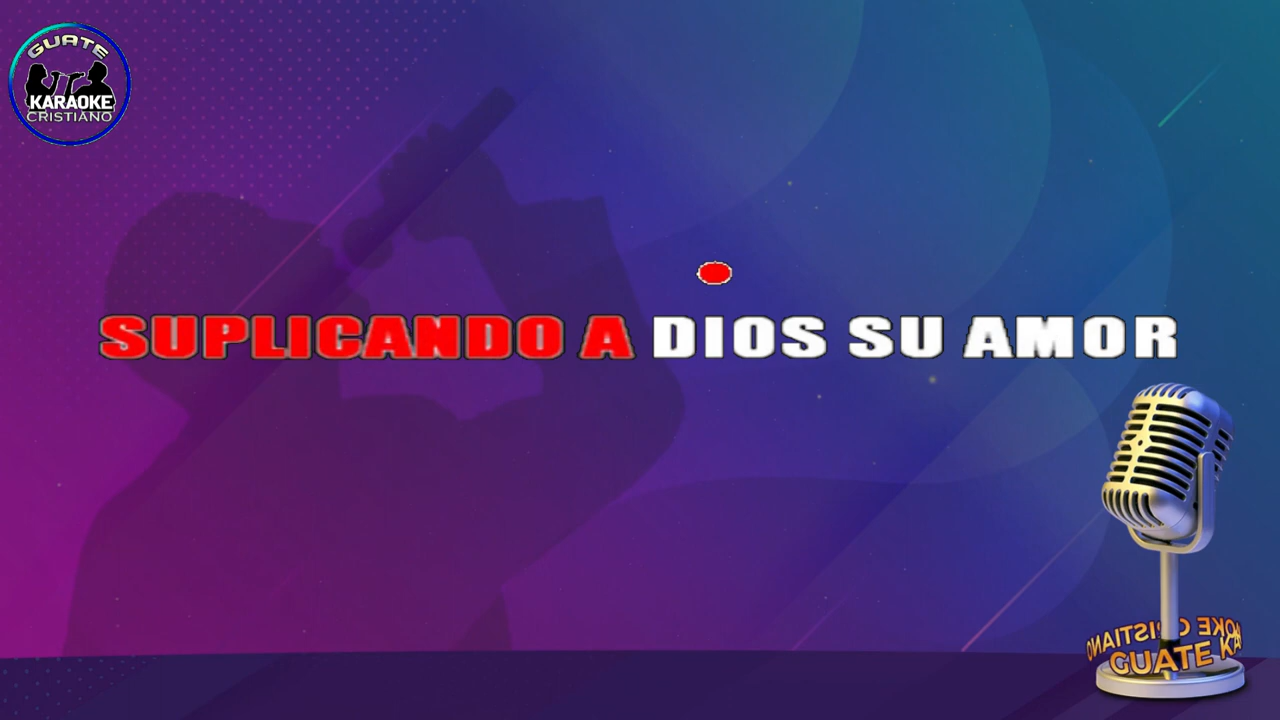 GUATE
KARAOKE
CRISTIANO
SUPLICANDO A DIOS SU AMOR
GUATE KA